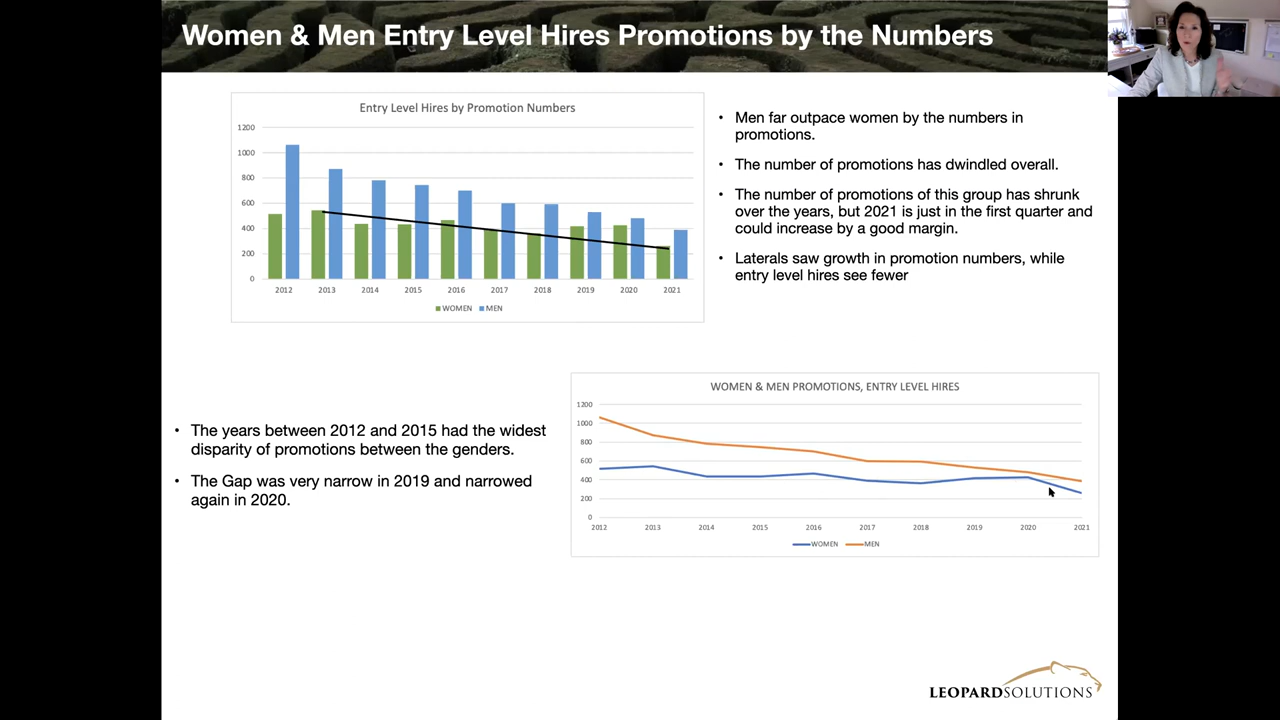 Women & Men Entry Level Hires Promotions by the Numbers
Entry Level Hires by Promotion Numbers
1200
1000
800
600
400
200
0
2012 2013 2014 2015 2016 2017 2018 2019 2020 2021
WOMEN MEN
• Men far outpace women by the numbers in
promotions.
• The number of promotions has dwindled overall.
• The number of promotions of this group has shrunk
over the years, but 2021 is just in the first quarter and
could increase by a good margin.
• Laterals saw growth in promotion numbers, while
entry level hires see fewer
• The years between 2012 and 2015 had the widest
disparity of promotions between the genders.
• The Gap was very narrow in 2019 and narrowed
again in 2020.
WOMEN & MEN PROMOTIONS, ENTRY LEVEL HIRES
1200
1000
800
600
400
200
0
2012 2013 2014 2015 2016 2017 2018 2019 2020 2021
WOMEN MEN
LEOPARDSOLUTIONS